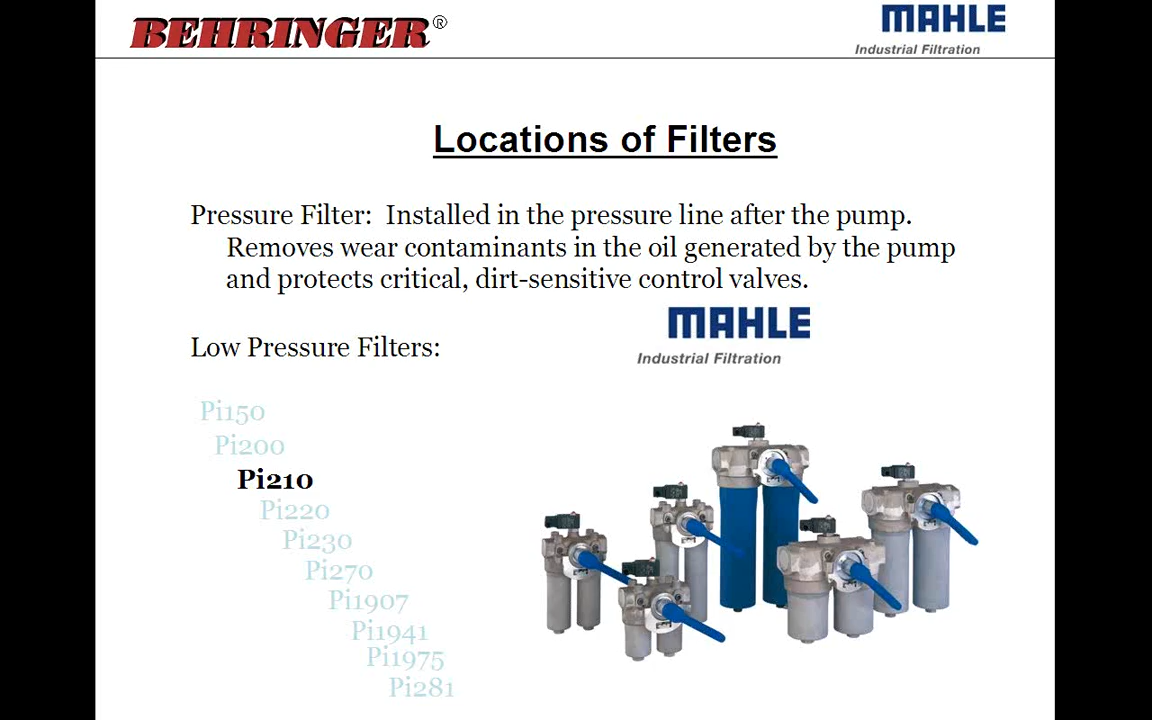 BEHRINGER®
MAHLE
Industrial Filtration
Locations of Filters
Pressure Filter: Installed in the pressure line after the pump.
Removes wear contaminants in the oil generated by the pump
and protects critical, dirt-sensitive control valves.
MAHLE
Industrial Filtration
Low Pressure Filters:
Pi150
Pi200
Pi210
Pi220
Pi230
Pi270
Pi1907
Pi1941
Pi1975
Pi281